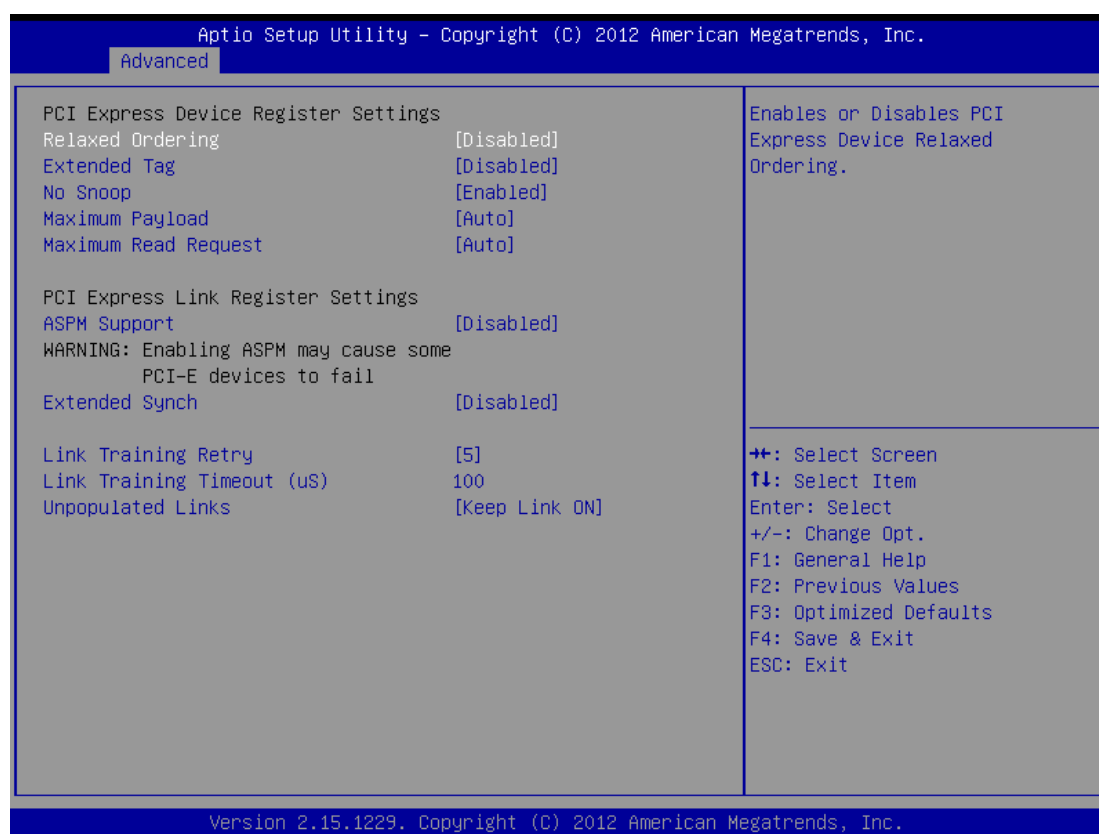 Aptio Setup Utility – Copyright (C) 2012 American Megatrends, Inc.
Advanced
PCI Express Device Register Settings
Relaxed Ordering [Disabled]
Extended Tag [Disabled]
No Snoop [Enabled]
Maximum Payload [Auto]
Maximum Read Request [Auto]
PCI Express Link Register Settings
ASPM Support [Disabled]
WARNING: Enabling ASPM may cause some
PCI-E devices to fail
Extended Synch [Disabled]
Link Training Retry [5]
Link Training Timeout (uS) 100
Unpopulated Links [Keep Link ON]
Enables or Disables PCI
Express Device Relaxed
Ordering.
→←: Select Screen
↑↓: Select Item
Enter: Select
+/-: Change Opt.
F1: General Help
F2: Previous Values
F3: Optimized Defaults
F4: Save & Exit
ESC: Exit
Version 2.15.1229. Copyright (C) 2012 American Megatrends, Inc.